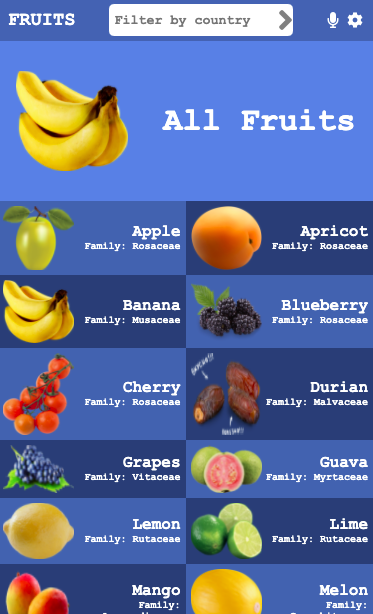 FRUITS
Filter by country
All Fruits
Apple
Family: Rosaceae
Apricot
Family: Rosaceae
Banana
Family: Musaceae
Blueberry
Family: Rosaceae
Cherry
Family: Rosaceae
Durian
Family: Malvaceae
Grapes
Family: Vitaceae
Guava
Family: Myrtaceae
Lemon
Family: Rutaceae
Lime
Family: Rutaceae
Mango
Family:
Melon
Family: